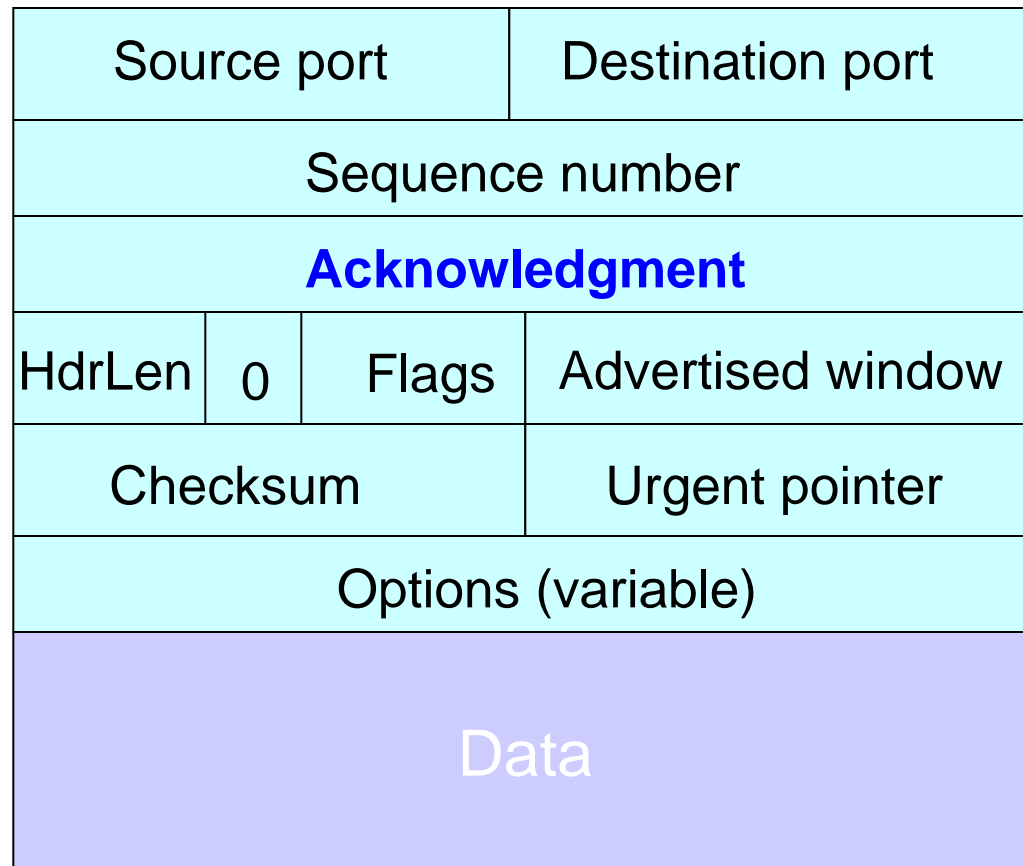 Source port Destination port
Sequence number
Acknowledgment
HdrLen 0 Flags Advertised window
Checksum Urgent pointer
Options (variable)
Data